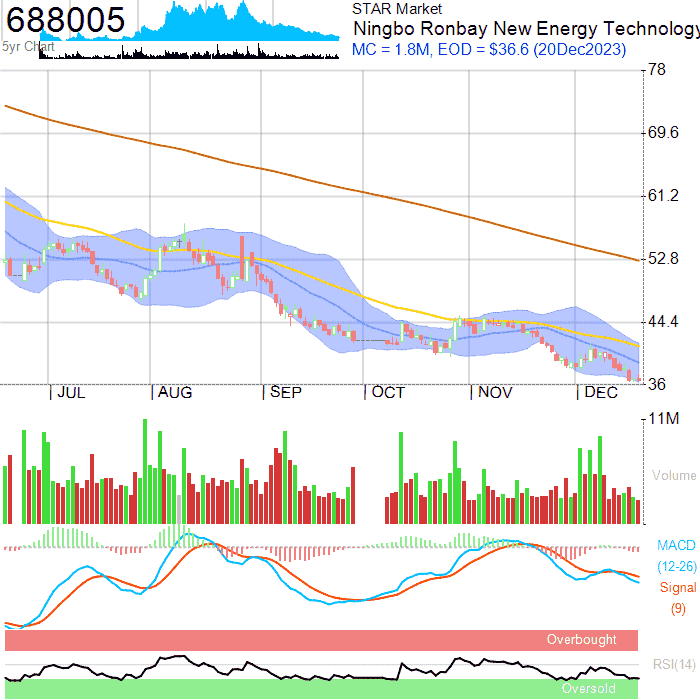 688005
5yr Chart
STAR Market
Ningbo Ronbay New Energy Technology
MC = 1.8M, EOD = $36.6 (20Dec2023)
78
69.6
61.2
52.8
44.4
36
JUL AUG SEP OCT NOV DEC
11M
Volume
MACD
(12-26)
Signal
(9)
Overbought
RSI(14)
Oversold